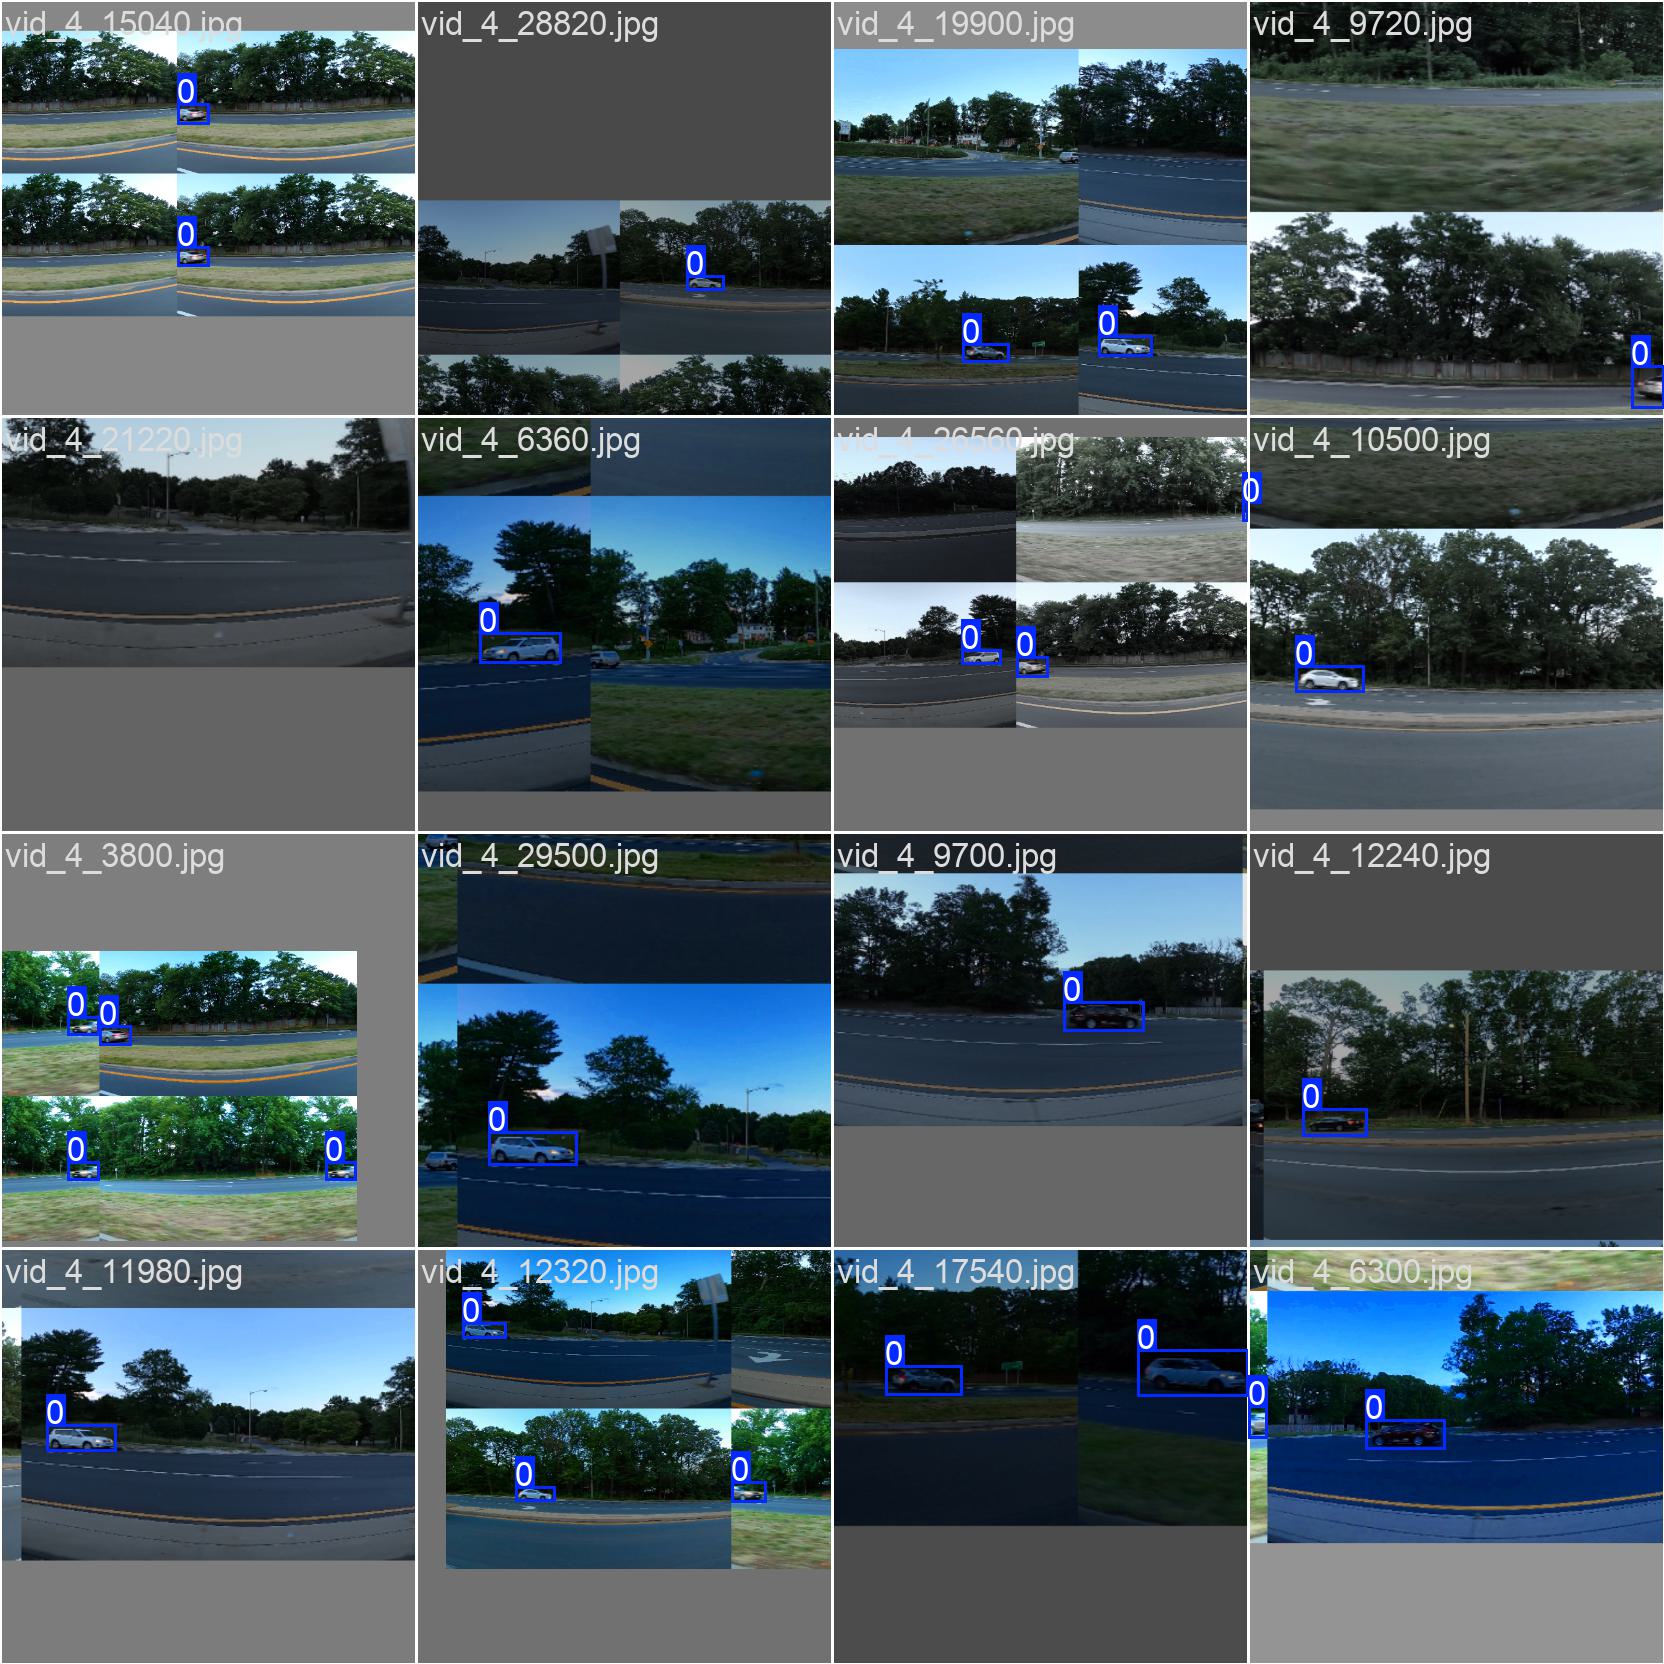 vid_4_15040.jpg
vid_4_28820.jpg
vid_4_19900.jpg
vid_4_9720.jpg
0
0
0
0
0
0
vid_4_21220.jpg
vid_4_6360.jpg
vid_4_26560.jpg
vid_4_10500.jpg
0
0
0
0
0
vid_4_3800.jpg
vid_4_29500.jpg
vid_4_9700.jpg
vid_4_12240.jpg
0
0
0
0
0
0
0
vid_4_11980.jpg
vid_4_12320.jpg
vid_4_17540.jpg
vid_4_6300.jpg
0
0
0
0
0
0
0
0